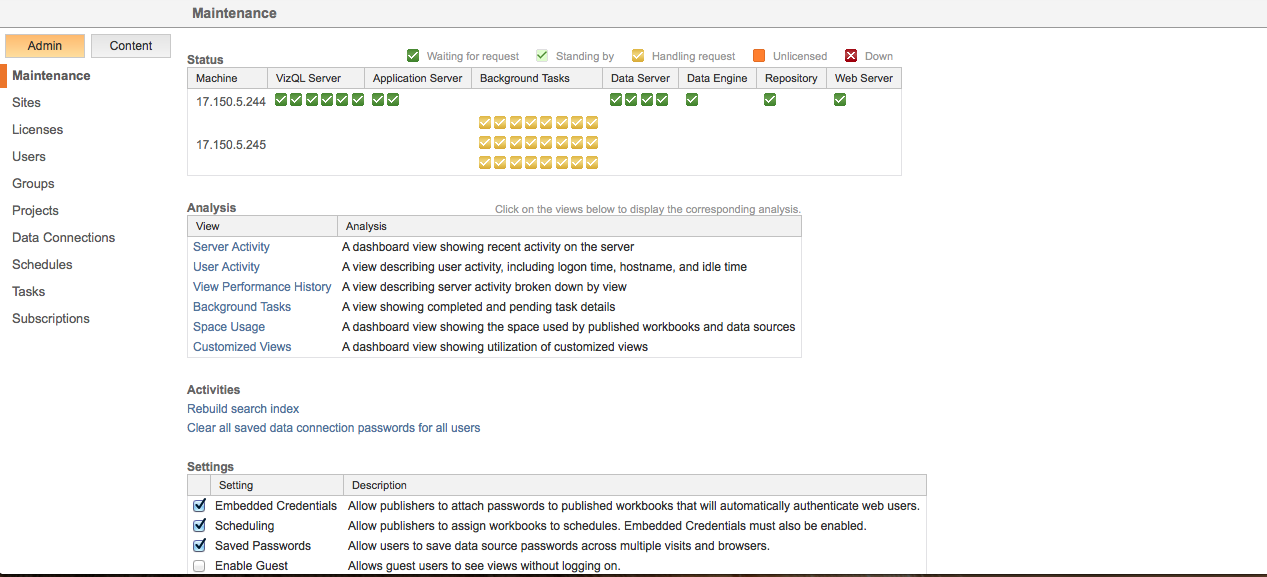 Maintenance
Admin Content
Maintenance
Sites
Licenses
Users
Groups
Projects
Data Connections
Schedules
Tasks
Subscriptions
Waiting for request Standing by Handling request Unlicensed Down
Status
Machine VizQL Server Application Server Background Tasks Data Server Data Engine Repository Web Server
17.150.5.244
17.150.5.245
Analysis Click on the views below to display the corresponding analysis.
View Analysis
Server Activity A dashboard view showing recent activity on the server
User Activity A view describing user activity, including logon time, hostname, and idle time
View Performance History A view describing server activity broken down by view
Background Tasks A view showing completed and pending task details
Space Usage A dashboard view showing the space used by published workbooks and data sources
Customized Views A dashboard view showing utilization of customized views
Activities
Rebuild search index
Clear all saved data connection passwords for all users
Settings
Setting Description
Embedded Credentials Allow publishers to attach passwords to published workbooks that will automatically authenticate web users.
Scheduling Allow publishers to assign workbooks to schedules. Embedded Credentials must also be enabled.
Saved Passwords Allow users to save data source passwords across multiple visits and browsers.
Enable Guest Allows guest users to see views without logging on.